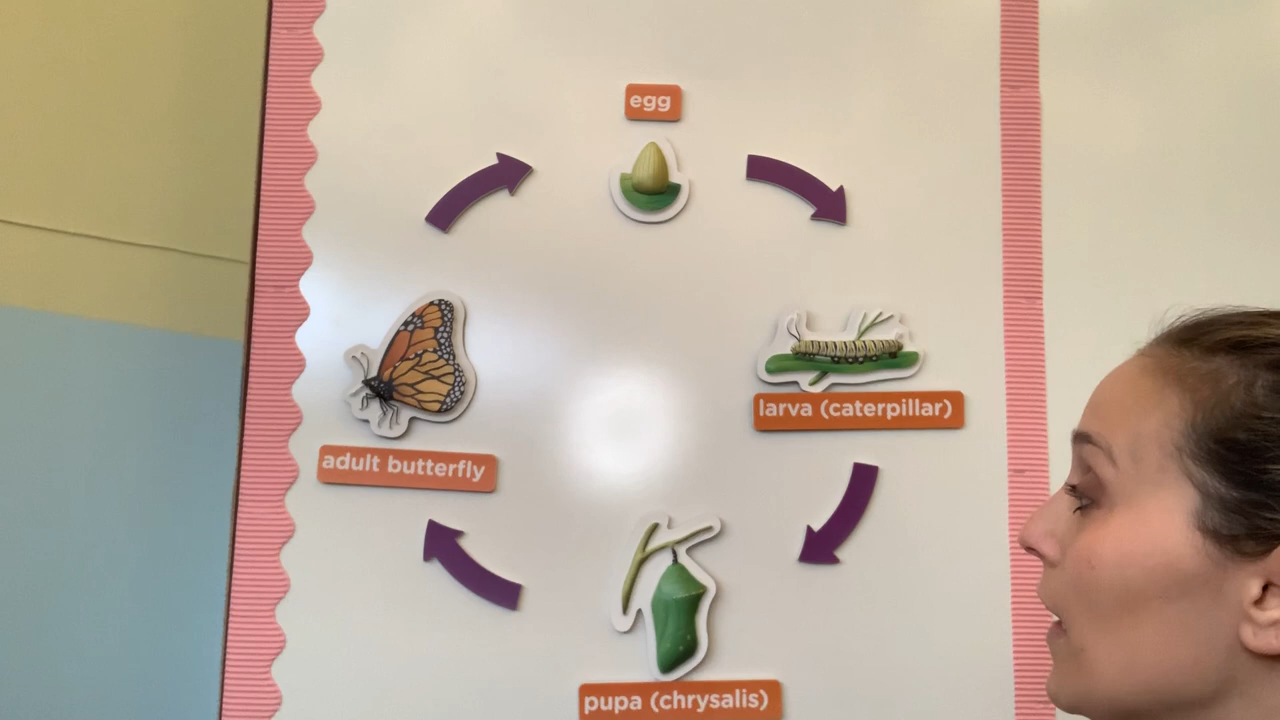 egg
larva (caterpillar)
adult butterfly
pupa (chrysalis)